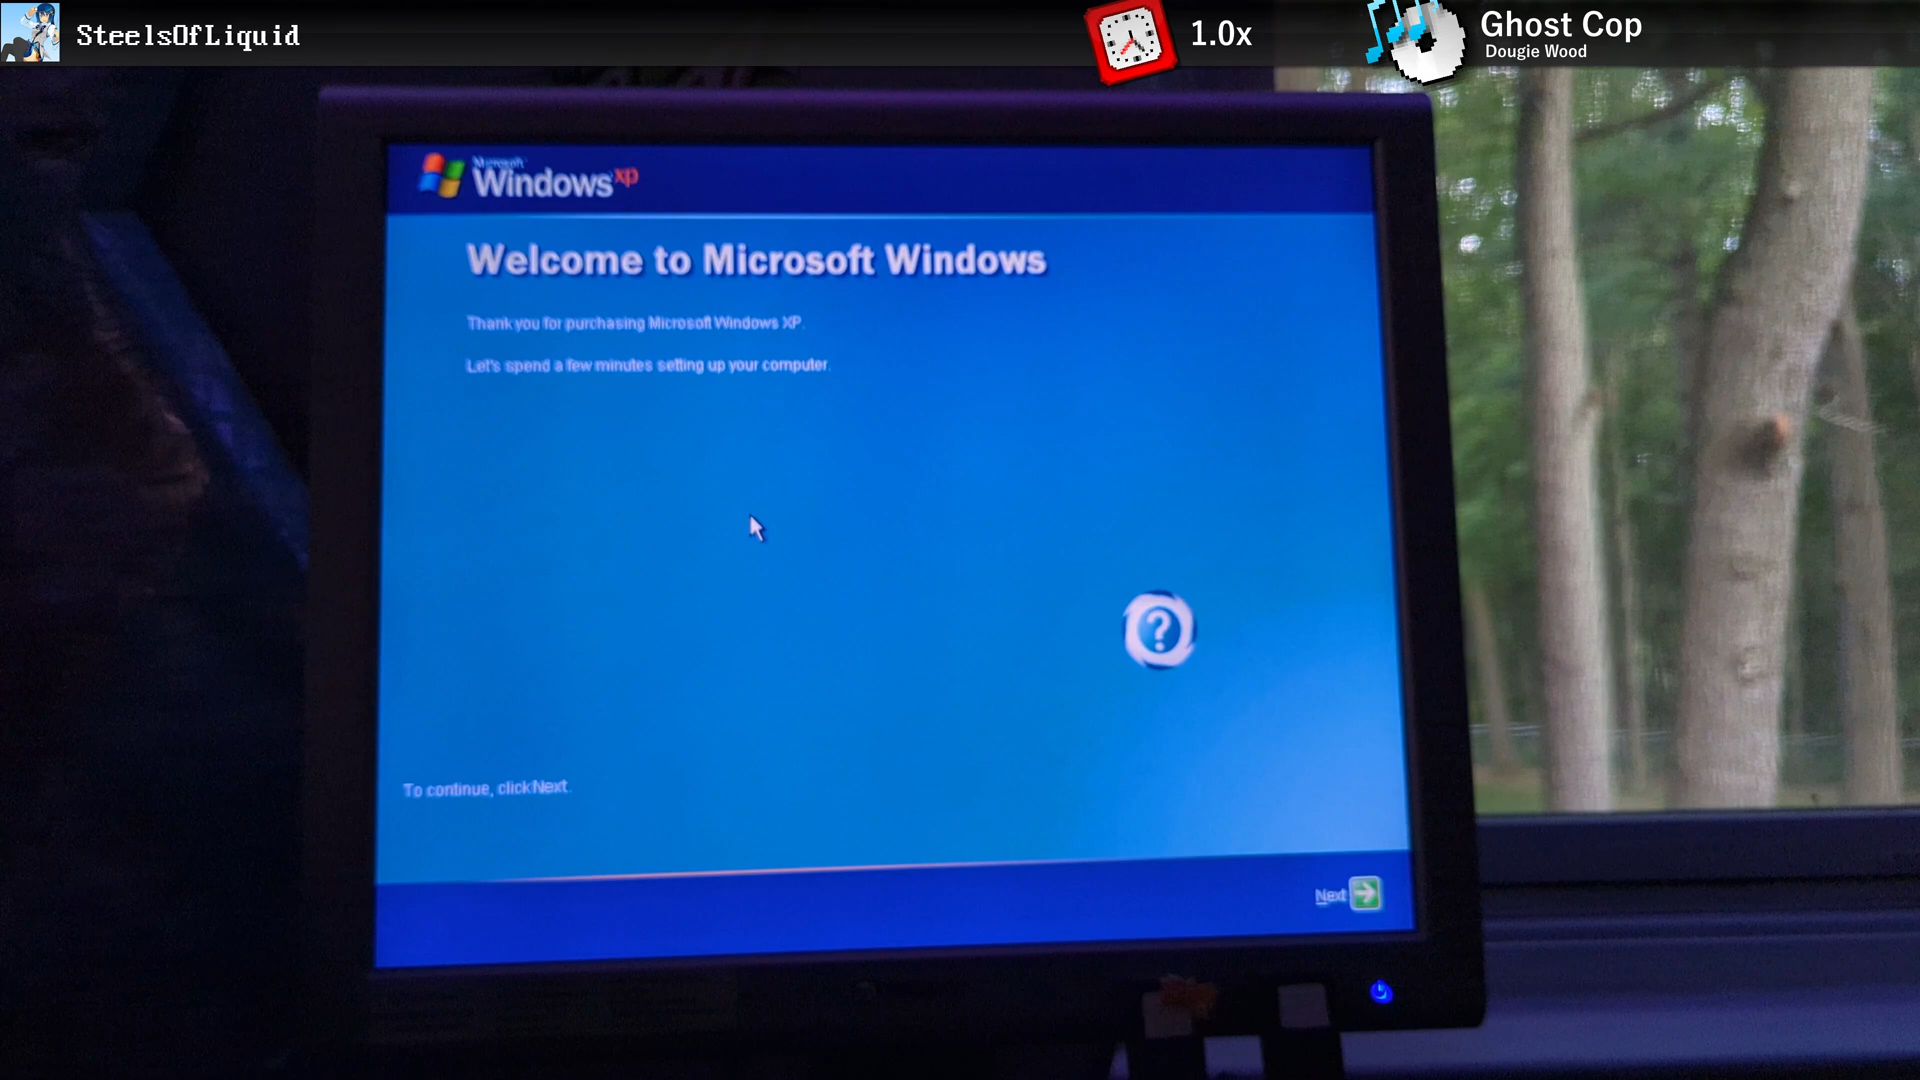 SteelsOfLiquid
1.0x
Ghost Cop
Dougie Wood
Microsoft
Windows xp
Welcome to Microsoft Windows
Thank you for purchasing Microsoft Windows XP.
Let's spend a few minutes setting up your computer.
?
To continue, click Next.
Next